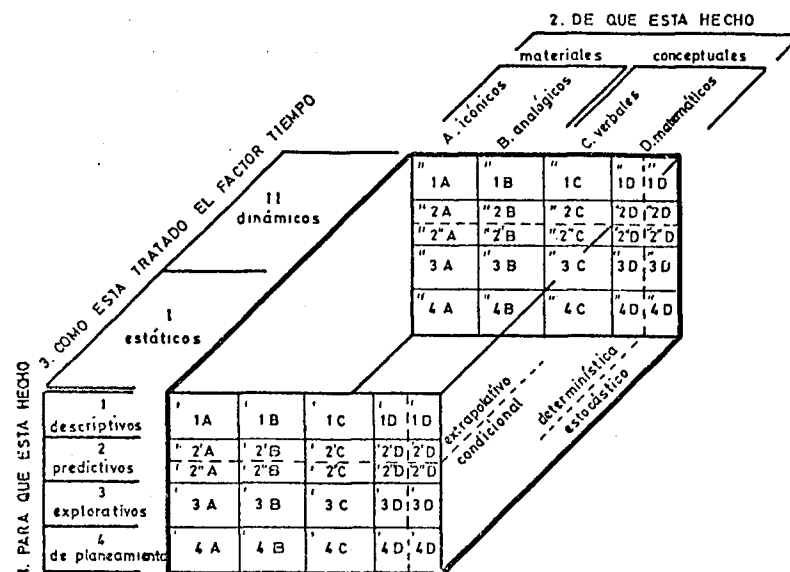 2. DE QUE ESTA HECHO
materiales conceptuales
A. icónicos
B. analógicos
C. verbales
D. matemáticos
3. COMO ESTA TRATADO EL FACTOR TIEMPO
II
dinámicos
I
estáticos
" 1A " 1B " 1C " 1D " 1D
" 2A " 2B " 2C " 2D " 2D
" 2"A " 2'B " 2"C " 2"D " 2"D
" 3A " 3B " 3C " 3D " 3D
" 4A " 4B " 4C " 4D " 4D
extrapolativo
condicional
determinística
estocástico
1. PARA QUE ESTA HECHO
1
descriptivos
2
predictivos
3
explorativos
4
de planeamiento
' 1A ' 1B ' 1C ' 1D ' 1D
' 2'A ' 2'B ' 2'C ' 2'D ' 2'D
' 2"A ' 2"B ' 2"C ' 2"D ' 2"D
' 3A ' 3B ' 3C ' 3D ' 3D
' 4A ' 4B ' 4C ' 4D ' 4D